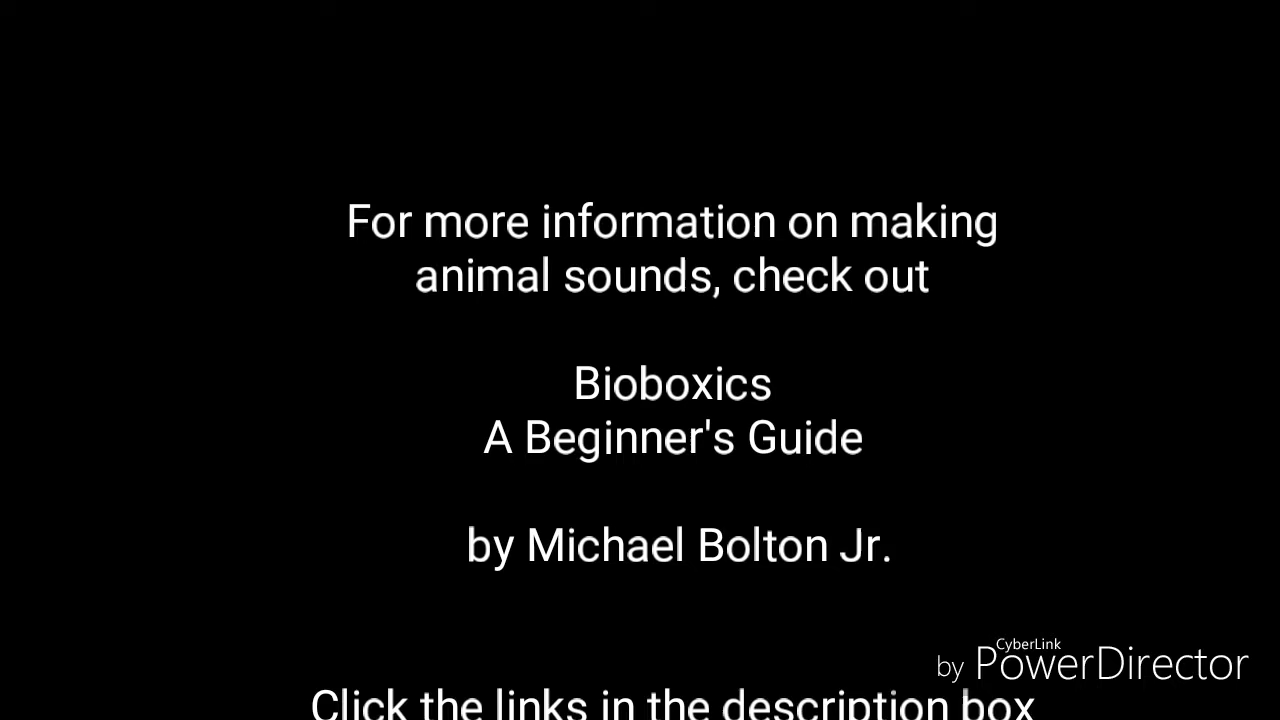 For more information on making
animal sounds, check out
Bioboxics
A Beginner's Guide
by Michael Bolton Jr.
CyberLink
by PowerDirector
Click the links in the description box